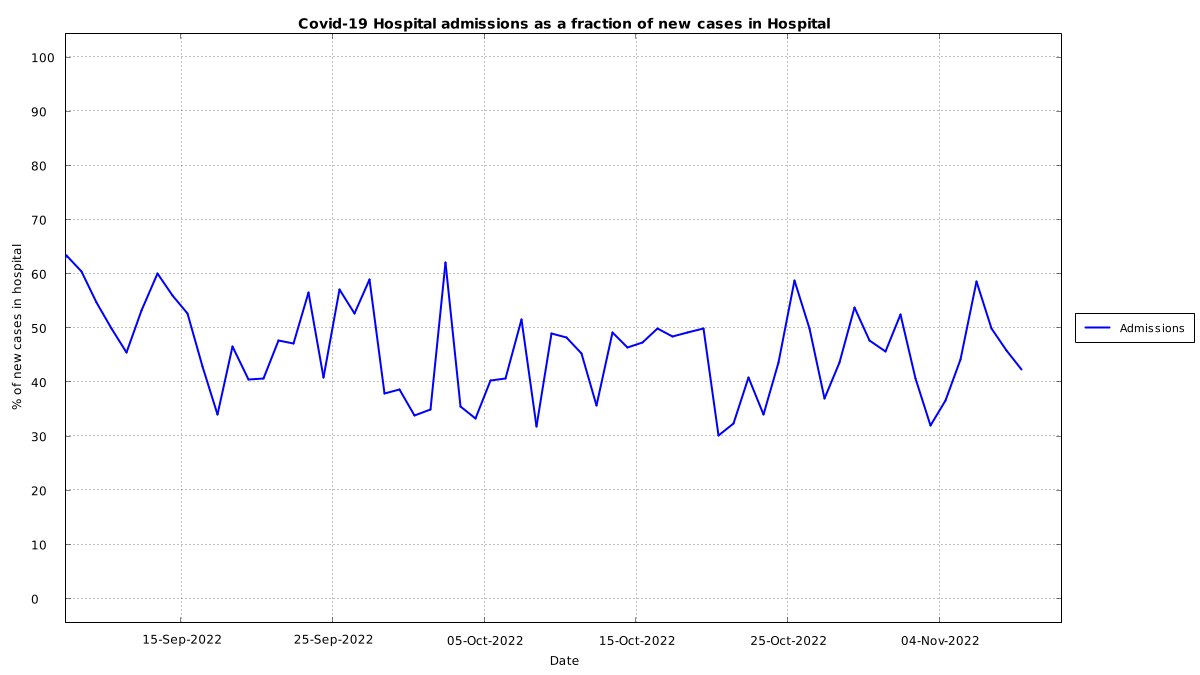 Covid-19 Hospital admissions as a fraction of new cases in Hospital
100
90
80
70
60
50
40
30
20
10
0
% of new cases in hospital
15-Sep-2022
25-Sep-2022
05-Oct-2022
15-Oct-2022
25-Oct-2022
04-Nov-2022
Date
Admissions